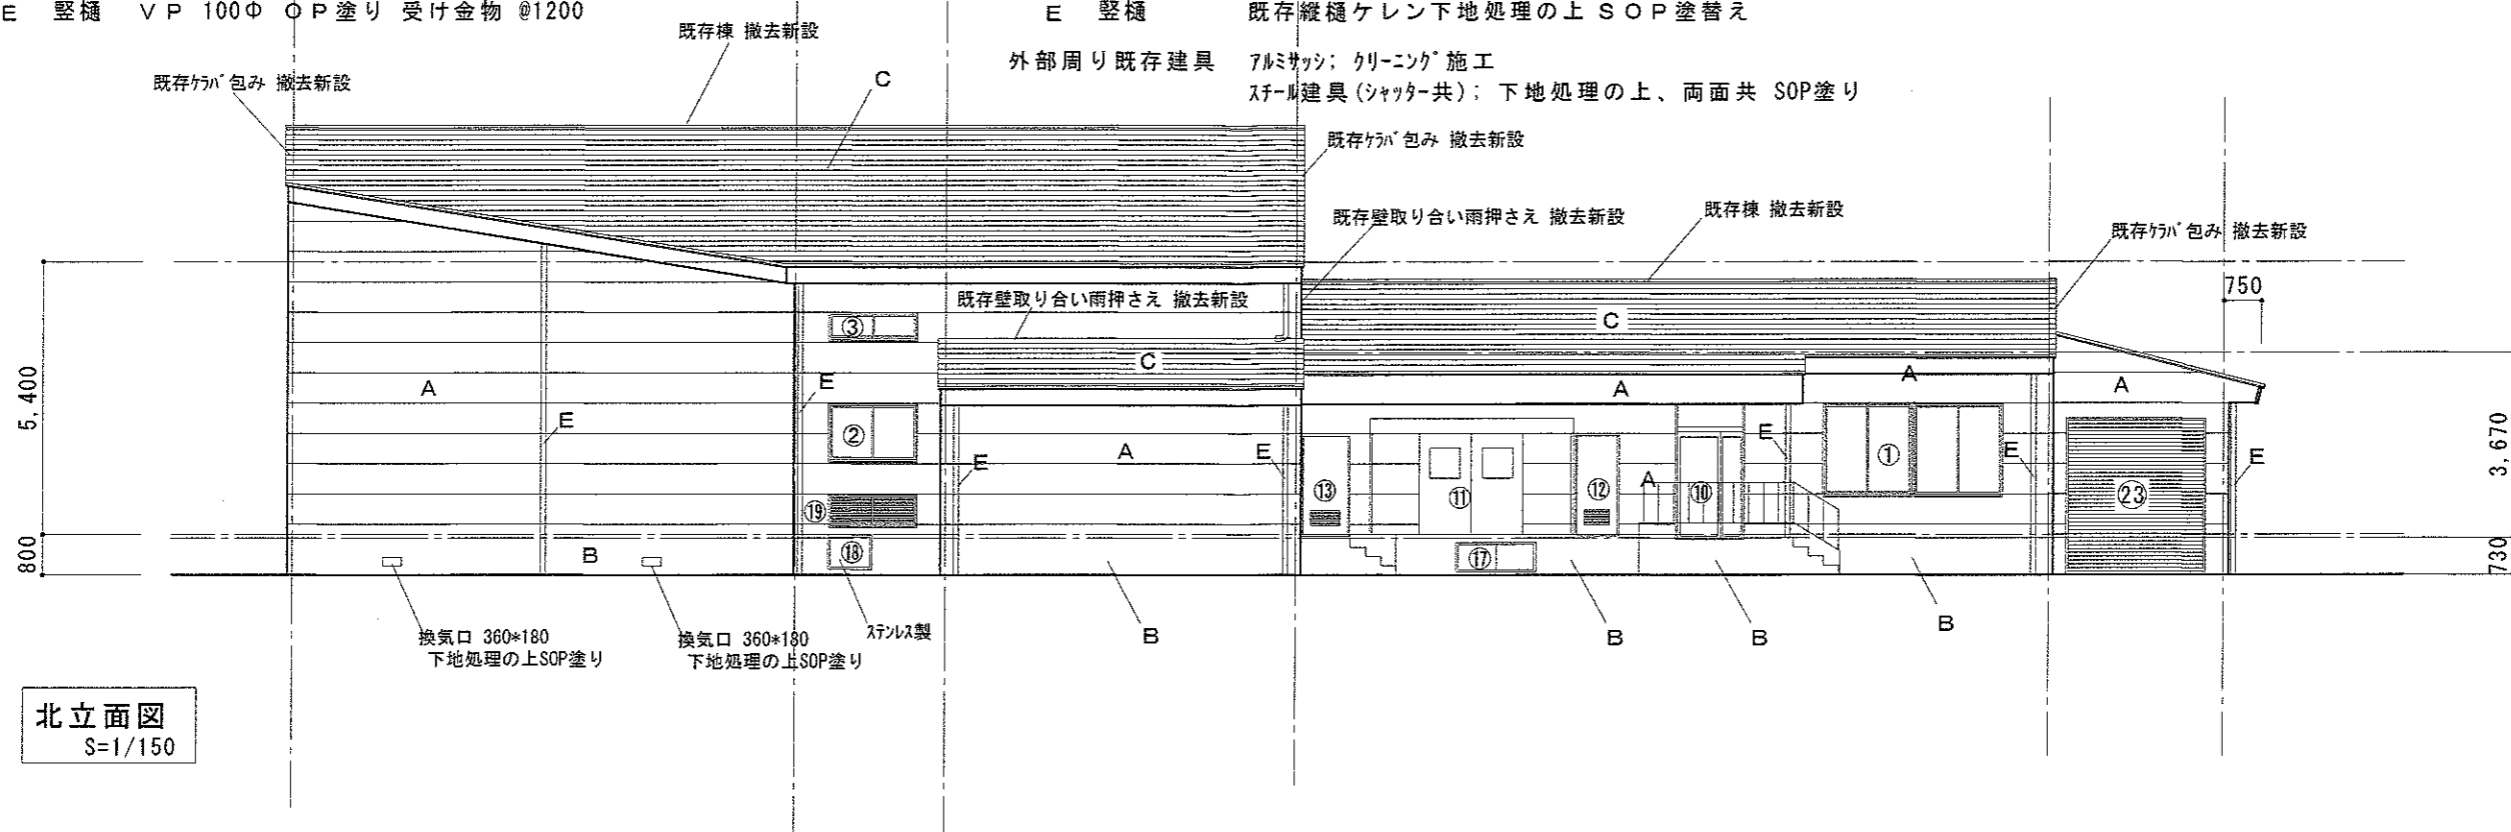 E 竪樋 VP 100Φ OP塗り 受け金物 @1200
E 竪樋 既存縦樋ケレン下地処理の上 SOP塗替え
外部周り既存建具 アルミサッシ; クリーニング施工
スチール建具(シャッター共); 下地処理の上、両面共 SOP塗り
既存棟 撤去新設
既存ケラバ包み 撤去新設
C
既存ケラバ包み 撤去新設
既存壁取り合い雨押さえ 撤去新設
既存棟 撤去新設
既存ケラバ包み 撤去新設
750
既存壁取り合い雨押さえ 撤去新設
③
C
C
5,400
A
E
A
A
A
E
②
A
E
E
E
①
E
E
3,670
⑲
⑬
⑪
⑫
A
⑩
㉓
800
B
⑱
⑰
730
換気口 360*180
下地処理の上SOP塗り
換気口 360*180
下地処理の上SOP塗り
ステンレス製
B
B
B
B
北立面図
S=1/150